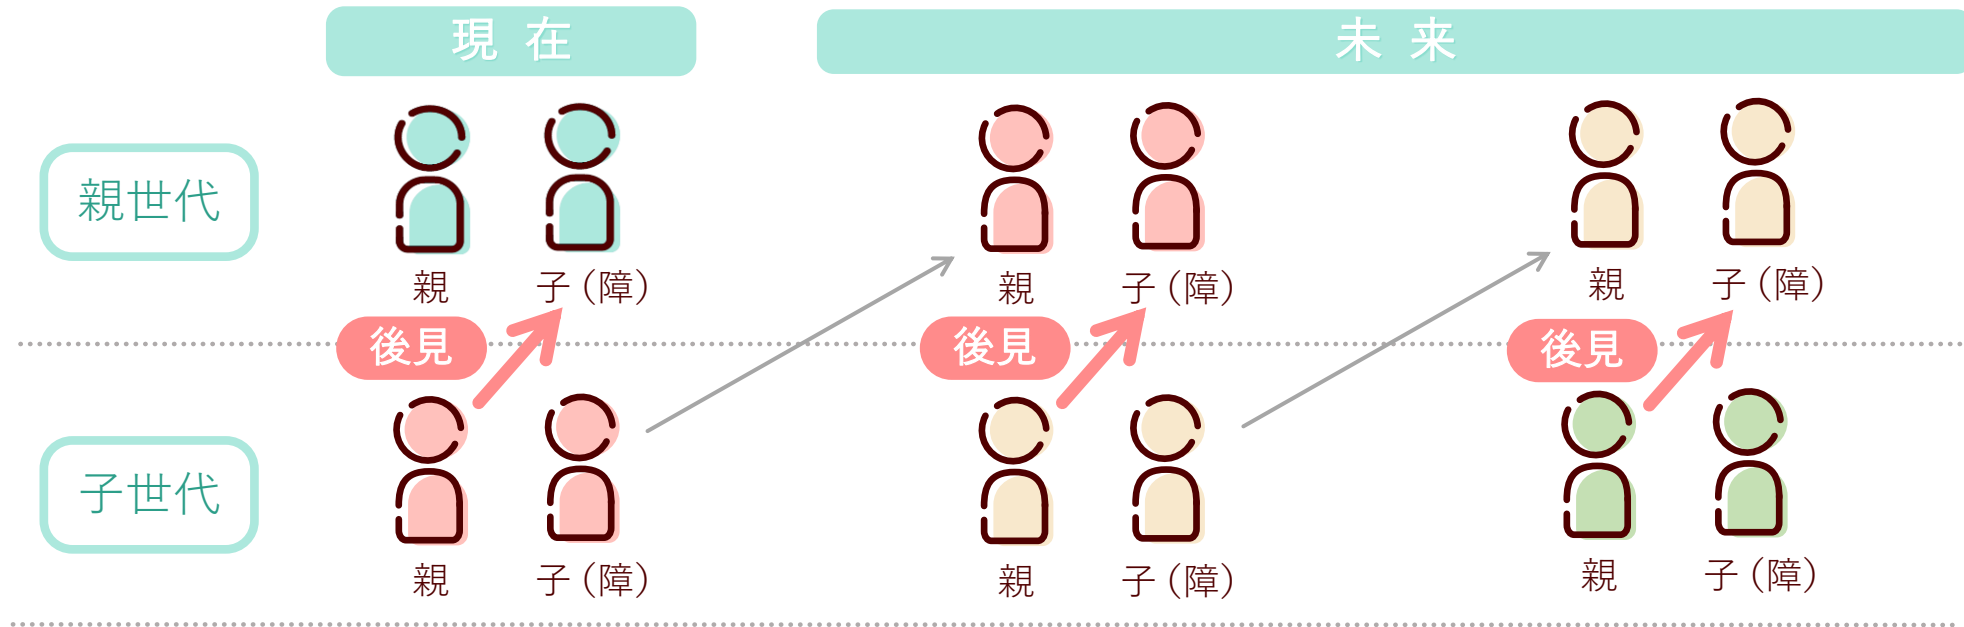 現 在
未 来
親世代
親
子（障）
親
子（障）
親
子（障）
後見
後見
後見
子世代
親
子（障）
親
子（障）
親
子（障）